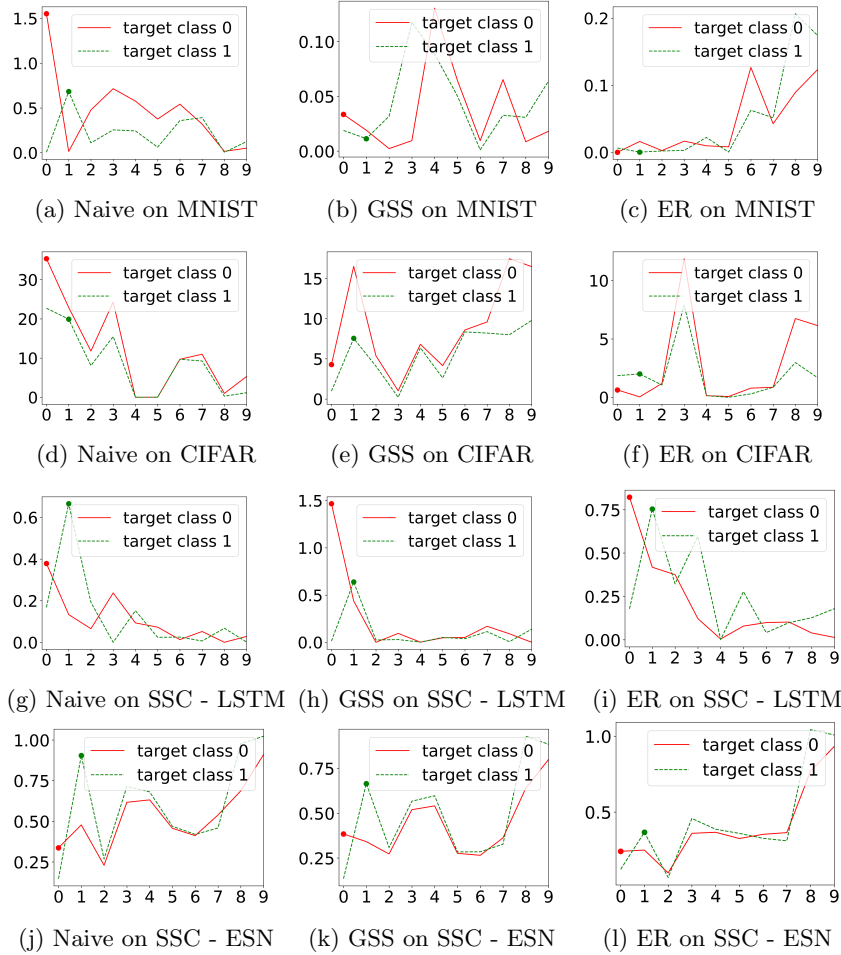 1.5
1.0
0.5
0.0
target class 0
target class 1
0 1 2 3 4 5 6 7 8 9
(a) Naive on MNIST
0.10
0.05
0.00
target class 0
target class 1
0 1 2 3 4 5 6 7 8 9
(b) GSS on MNIST
0.2
0.1
0.0
target class 0
target class 1
0 1 2 3 4 5 6 7 8 9
(c) ER on MNIST
30
20
10
0
target class 0
target class 1
0 1 2 3 4 5 6 7 8 9
(d) Naive on CIFAR
15
10
5
0
target class 0
target class 1
0 1 2 3 4 5 6 7 8 9
(e) GSS on CIFAR
10
5
0
target class 0
target class 1
0 1 2 3 4 5 6 7 8 9
(f) ER on CIFAR
0.6
0.4
0.2
0.0
target class 0
target class 1
0 1 2 3 4 5 6 7 8 9
(g) Naive on SSC - LSTM
1.5
1.0
0.5
0.0
target class 0
target class 1
0 1 2 3 4 5 6 7 8 9
(h) GSS on SSC - LSTM
0.75
0.50
0.25
0.00
target class 0
target class 1
0 1 2 3 4 5 6 7 8 9
(i) ER on SSC - LSTM
1.00
0.75
0.50
0.25
target class 0
target class 1
0 1 2 3 4 5 6 7 8 9
(j) Naive on SSC - ESN
0.75
0.50
0.25
target class 0
target class 1
0 1 2 3 4 5 6 7 8 9
(k) GSS on SSC - ESN
1.0
0.5
target class 0
target class 1
0 1 2 3 4 5 6 7 8 9
(l) ER on SSC - ESN